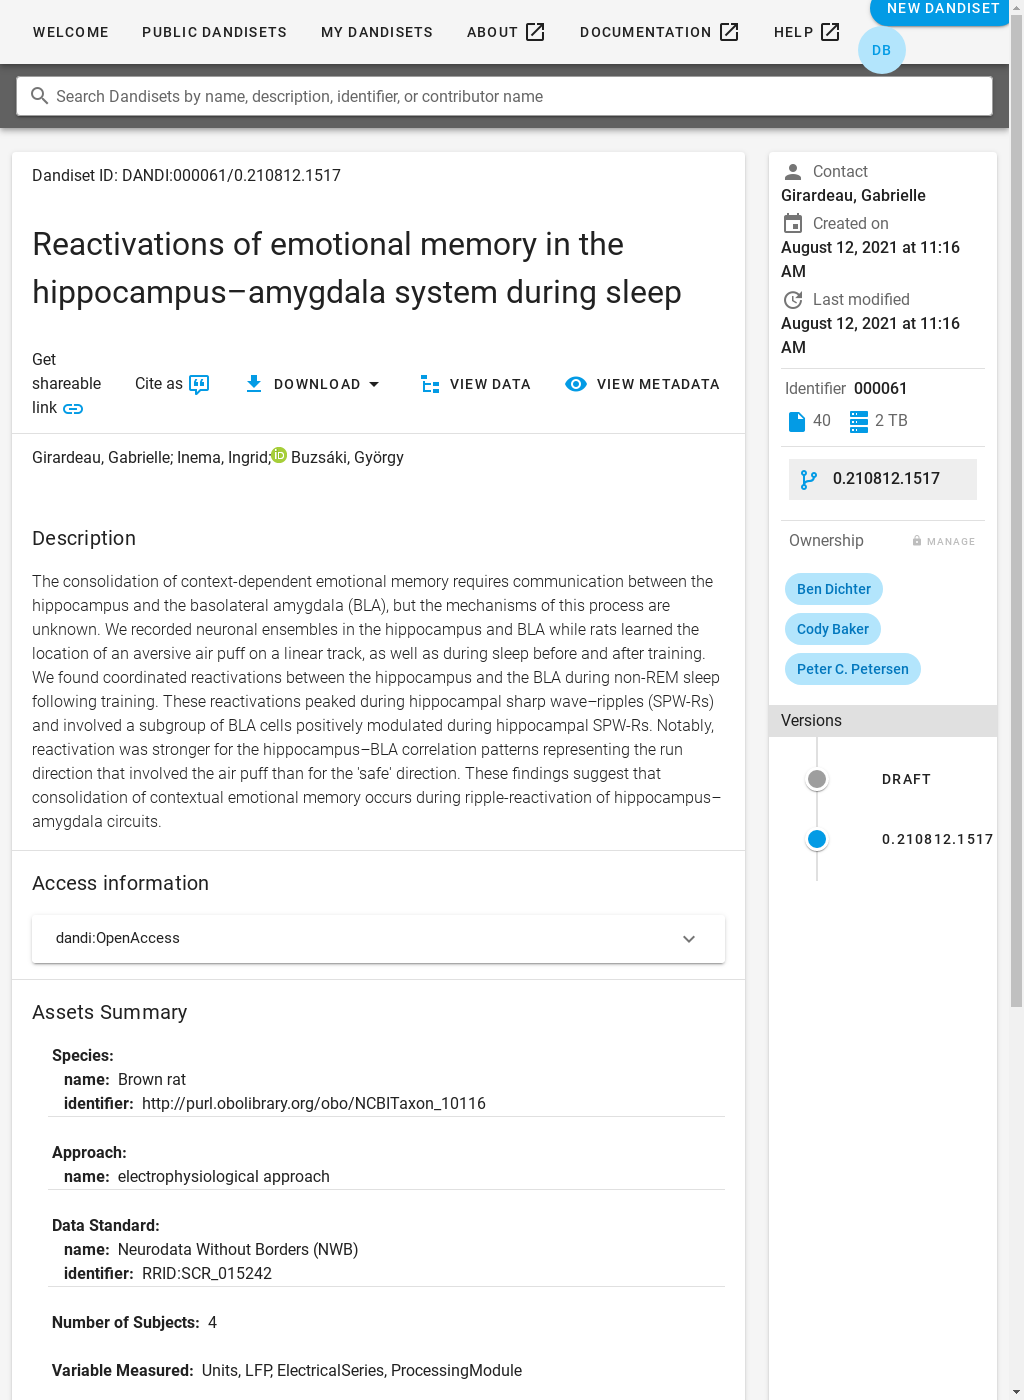 WELCOME PUBLIC DANDISETS MY DANDISETS ABOUT DOCUMENTATION HELP NEW DANDISET
DB
Search Dandisets by name, description, identifier, or contributor name
Dandiset ID: DANDI:000061/0.210812.1517
Reactivations of emotional memory in the
hippocampus–amygdala system during sleep
Get
shareable
link
Cite as
DOWNLOAD
VIEW DATA
VIEW METADATA
Girardeau, Gabrielle; Inema, Ingrid; iD Buzsáki, György
Description
The consolidation of context-dependent emotional memory requires communication between the
hippocampus and the basolateral amygdala (BLA), but the mechanisms of this process are
unknown. We recorded neuronal ensembles in the hippocampus and BLA while rats learned the
location of an aversive air puff on a linear track, as well as during sleep before and after training.
We found coordinated reactivations between the hippocampus and the BLA during non-REM sleep
following training. These reactivations peaked during hippocampal sharp wave–ripples (SPW-Rs)
and involved a subgroup of BLA cells positively modulated during hippocampal SPW-Rs. Notably,
reactivation was stronger for the hippocampus–BLA correlation patterns representing the run
direction that involved the air puff than for the 'safe' direction. These findings suggest that
consolidation of contextual emotional memory occurs during ripple-reactivation of hippocampus–
amygdala circuits.
Access information
dandi:OpenAccess
Assets Summary
Species:
name: Brown rat
identifier: http://purl.obolibrary.org/obo/NCBITaxon_10116
Approach:
name: electrophysiological approach
Data Standard:
name: Neurodata Without Borders (NWB)
identifier: RRID:SCR_015242
Number of Subjects: 4
Variable Measured: Units, LFP, ElectricalSeries, ProcessingModule
Contact
Girardeau, Gabrielle
Created on
August 12, 2021 at 11:16
AM
Last modified
August 12, 2021 at 11:16
AM
Identifier 000061
40 2 TB
0.210812.1517
Ownership MANAGE
Ben Dichter
Cody Baker
Peter C. Petersen
Versions
DRAFT
0.210812.1517